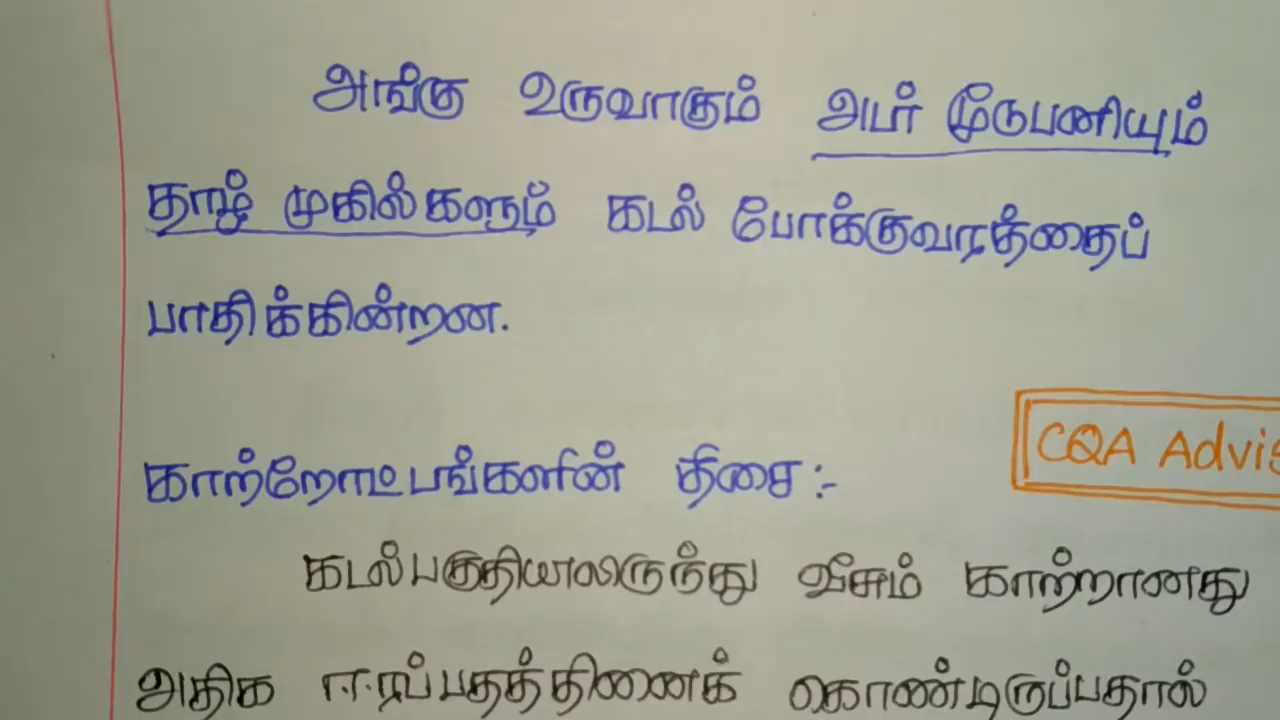 அங்கு உருவாகும் அடர் மூடுபனியும்
தாழ் முகில்களும் கடல் போக்குவரத்தைப்
பாதிக்கின்றன.
CQA Advis
காற்றோட்டங்களின் திசை :-
கடல்பகுதியிலிருந்து வீசும் காற்றானது
அதிக ஈரப்பதத்தினைக் கொண்டிருப்பதால்